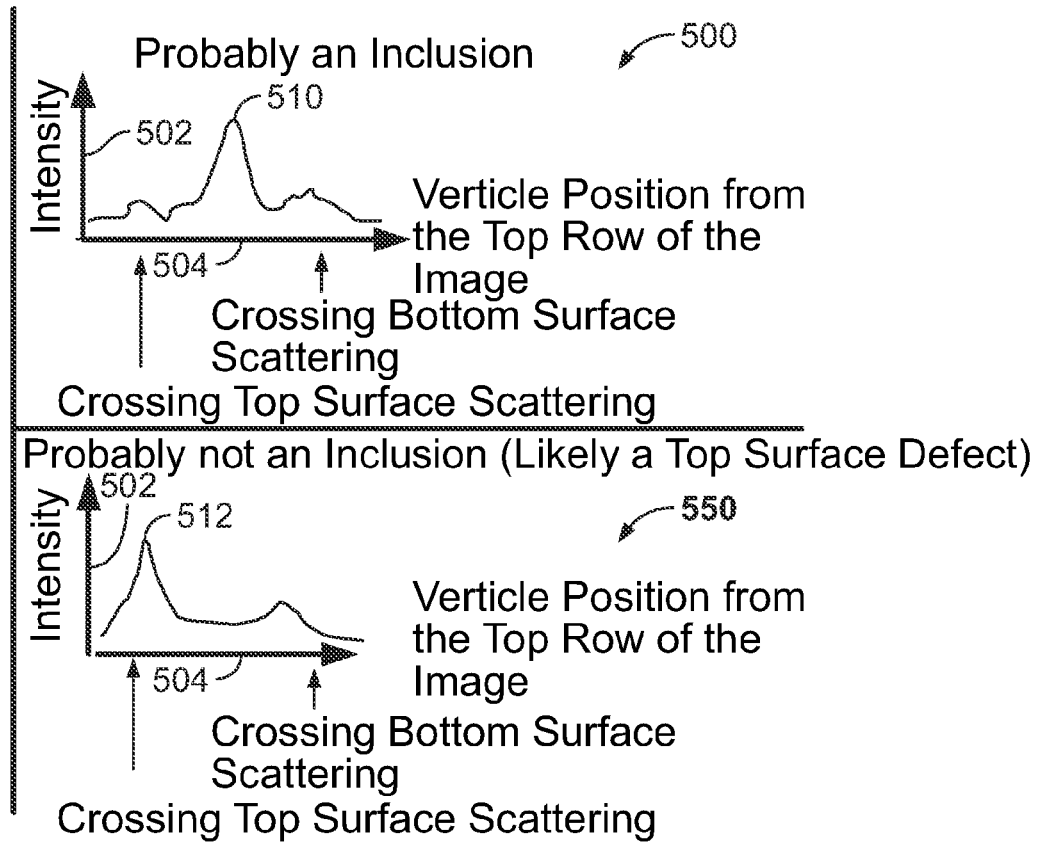 Probably an Inclusion
500
510
502
Intensity
Verticle Position from
the Top Row of the
Image
504
Crossing Bottom Surface
Scattering
Crossing Top Surface Scattering
Probably not an Inclusion (Likely a Top Surface Defect)
502
512
550
Intensity
Verticle Position from
the Top Row of the
Image
504
Crossing Bottom Surface
Scattering
Crossing Top Surface Scattering